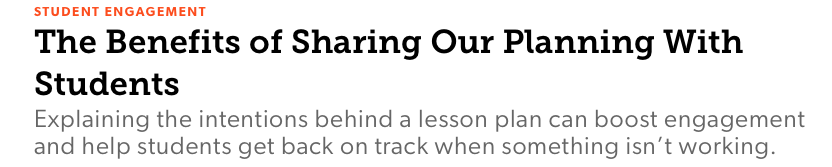 STUDENT ENGAGEMENT
The Benefits of Sharing Our Planning With
Students
Explaining the intentions behind a lesson plan can boost engagement
and help students get back on track when something isn’t working.